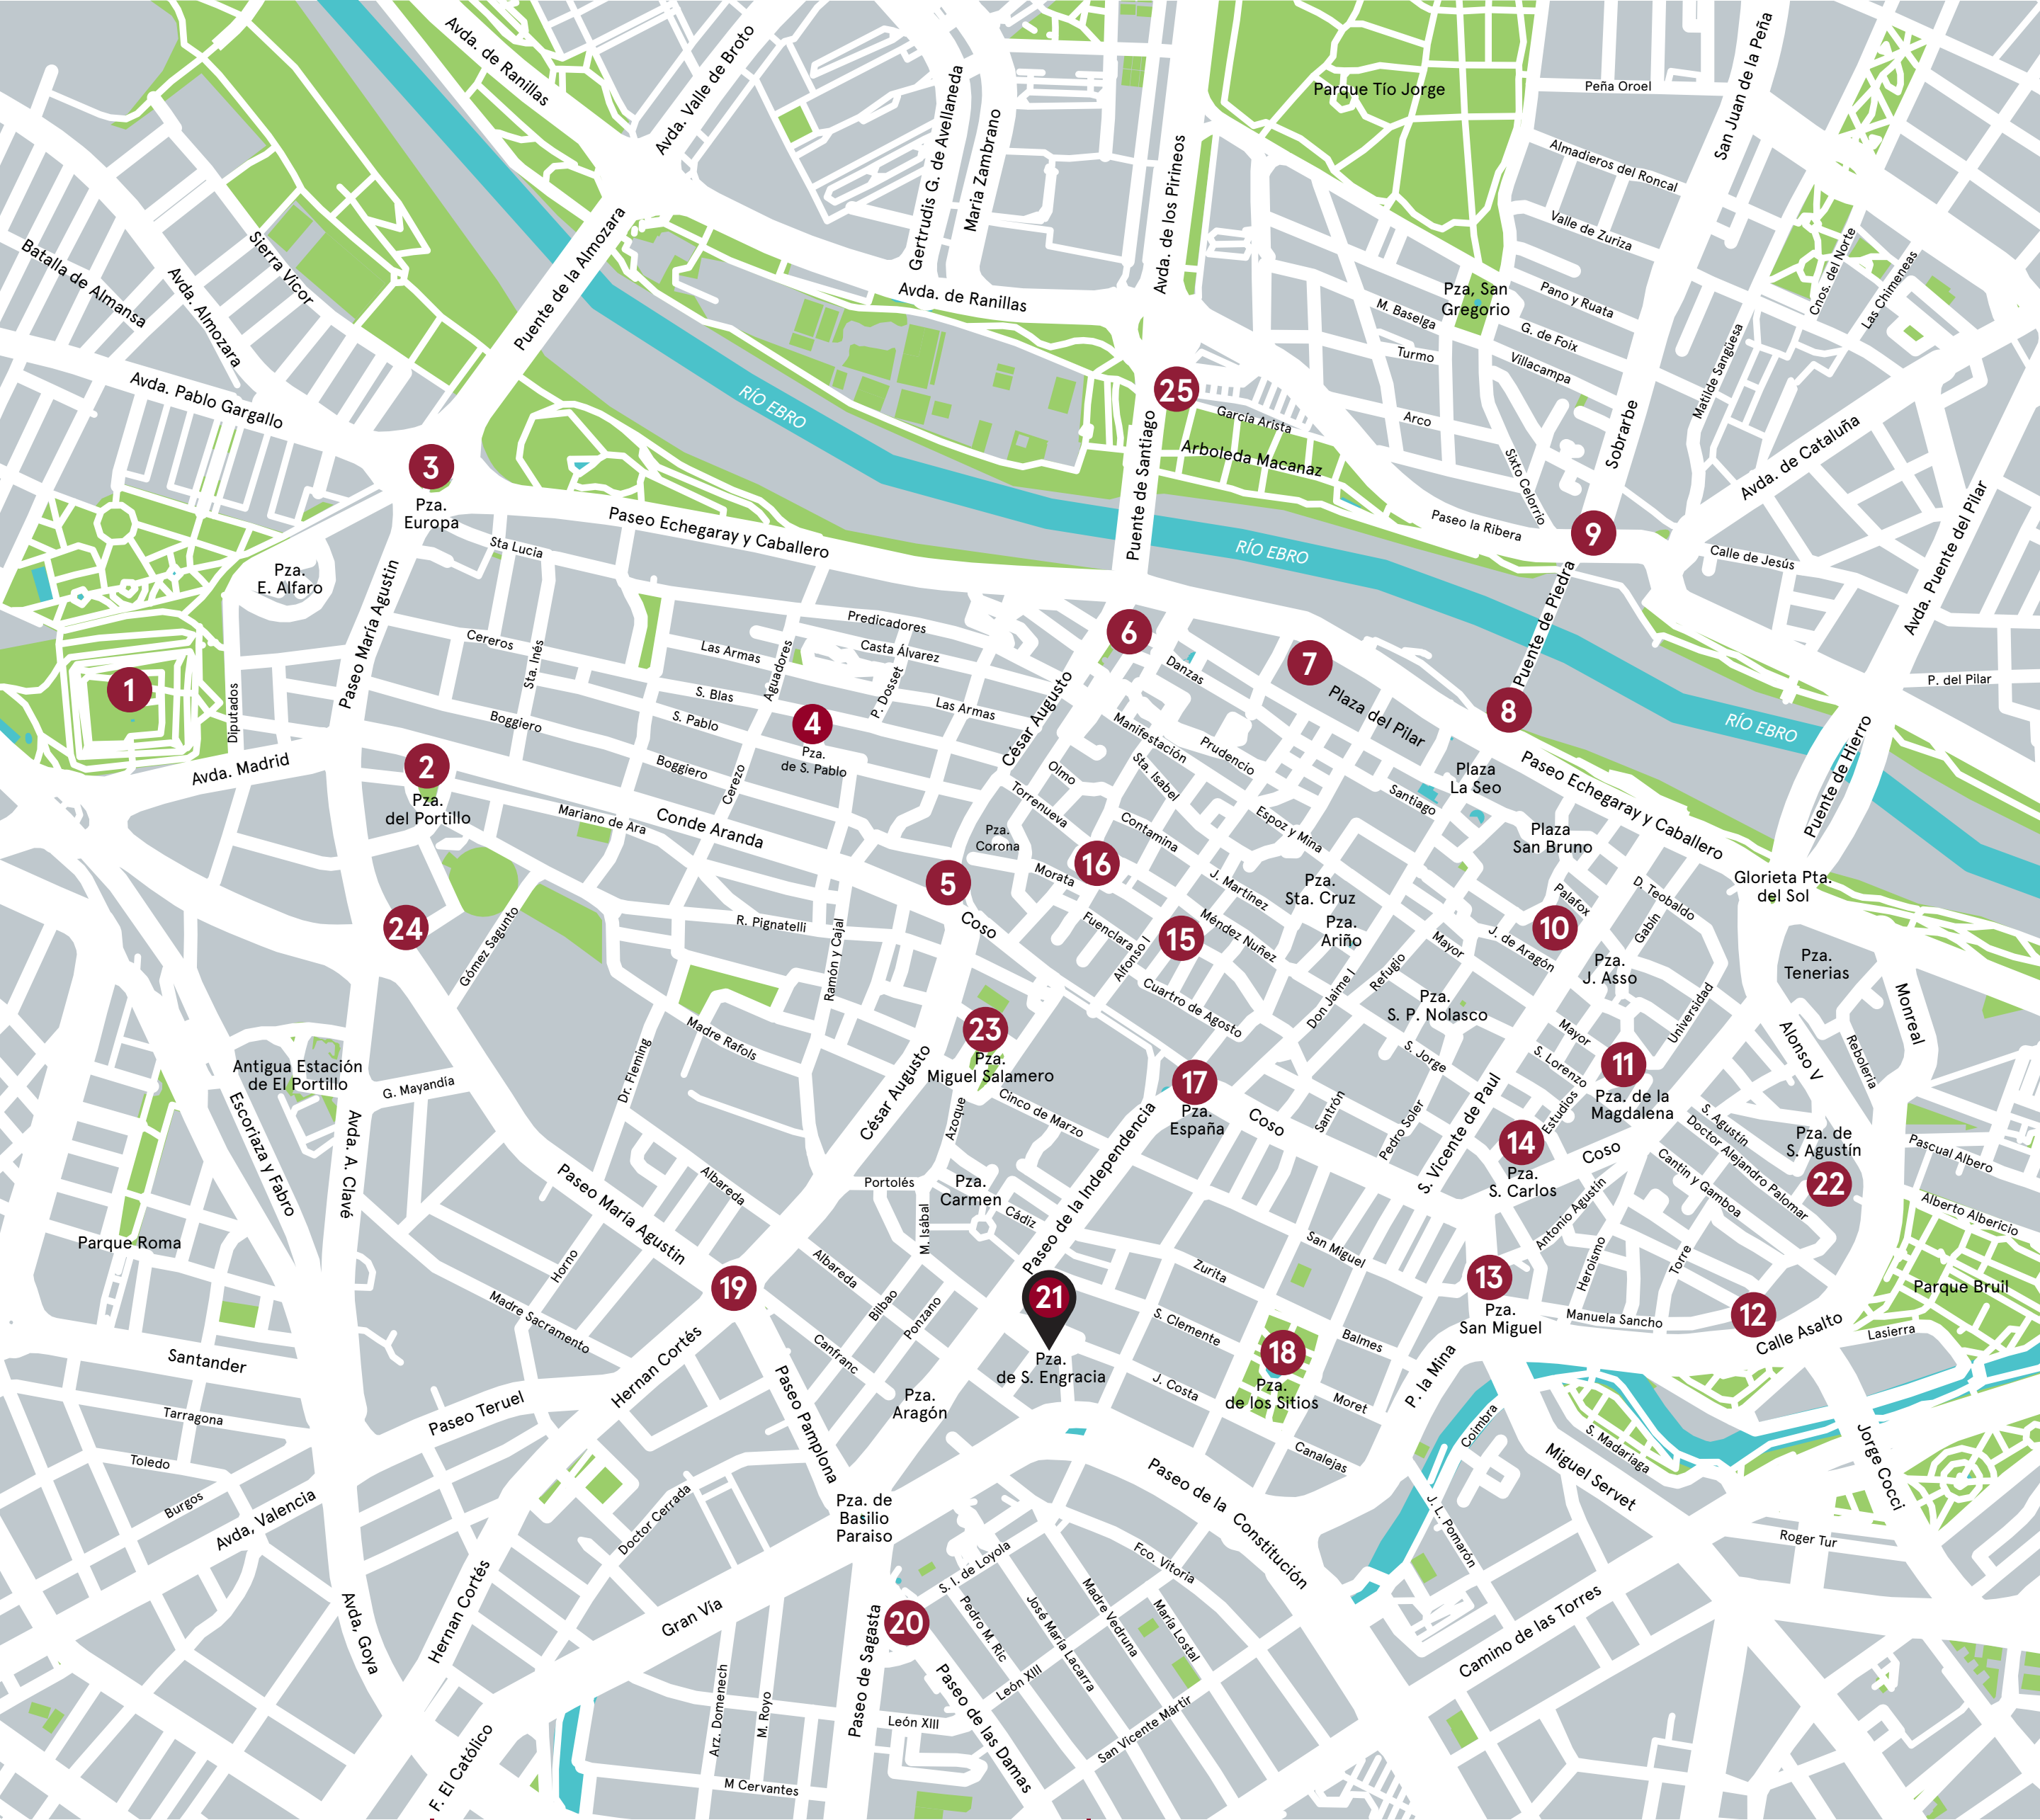 Avda. de Ranillas
Avda. Valle de Broto
Gertrudis G. de Avellaneda
Maria Zambrano
Avda. de los Pirineos
Parque Tío Jorge
Peña Oroel
San Juan de la Peña
Almadieros del Roncal
Valle de Zuriza
Cnos. del Norte
Las Chimeneas
Batalla de Almansa
Avda. Almozara
Sierra Vicor
Puente de la Almozara
Avda. de Ranillas
Pza, San
Gregorio
Pano y Ruata
M. Baselga
G. de Foix
Turmo
Villacampa
Matilde Sangüesa
Avda. Pablo Gargallo
RÍO EBRO
25
García Arista
Arco
Sobrarbe
Avda. de Cataluña
Arboleda Macanaz
Puente de Santiago
Sixto Celorrio
3
Pza.
Europa
Paseo Echegaray y Caballero
Paseo la Ribera
9
Avda. Puente del Pilar
Sta Lucia
RÍO EBRO
Calle de Jesús
Pza.
E. Alfaro
Paseo María Agustin
Puente de Piedra
Predicadores
6
Cereros
Sta. Inés
Las Armas
Casta Álvarez
Aguadores
P. Dosset
Danzas
7
P. del Pilar
1
Diputados
S. Blas
Las Armas
César Augusto
Plaza del Pilar
8
RÍO EBRO
Boggiero
S. Pablo
4
Pza.
de S. Pablo
Manifestación
Prudencio
Puente de Hierro
Avda. Madrid
2
Pza.
del Portillo
Boggiero
Cerezo
Olmo
Sta. Isabel
Plaza
La Seo
Paseo Echegaray y Caballero
Mariano de Ara
Conde Aranda
Torrenueva
Santiago
Contamina
Espoz y Mina
Plaza
San Bruno
Pza.
Corona
16
5
Morata
J. Martínez
Pza.
Sta. Cruz
Glorieta Pta.
del Sol
Palafox
D. Teobaldo
24
Gómez Sagunto
R. Pignatelli
Ramón y Cajal
Coso
Fuenclara
Alfonso I
15
Méndez Nuñez
Pza.
Ariño
Mayor
J. de Aragón
10
Gabín
Pza.
J. Asso
Pza.
Tenerias
Cuartro de Agosto
Don Jaime I
Refugio
Pza.
S. P. Nolasco
Universidad
Monreal
Madre Rafols
23
Pza.
Miguel Salamero
S. Jorge
Mayor
S. Lorenzo
11
Pza. de la
Magdalena
Alonso V
Rebolería
Antigua Estación
de El Portillo
G. Mayandía
Dr. Fleming
César Augusto
Azoque
Cinco de Marzo
17
Pza.
España
Coso
Santrón
Pedro Soler
S. Vicente de Paul
Estudios
14
Pza.
S. Carlos
Coso
S. Agustín
Doctor Alejandro Palomar
Cantin y Gamboa
Pza. de
S. Agustín
22
Pascual Albero
Escoriaza y Fabro
Avda. A. Clavé
Paseo María Agustin
Albareda
Portolés
Pza.
Carmen
Cádiz
M. Isábal
Paseo de la Independencia
San Miguel
Antonio Agustín
Heroismo
Torre
Alberto Albericio
Parque Roma
Horno
19
Albareda
Bilbao
Ponzano
21
Pza.
de S. Engracia
Zurita
S. Clemente
13
Pza.
San Miguel
Manuela Sancho
12
Calle Asalto
Parque Bruil
Lasierra
Madre Sacramento
Hernan Cortés
Canfranc
18
Pza.
de los Sitios
Balmes
P. la Mina
Santander
Paseo Teruel
Paseo Pamplona
Pza.
Aragón
J. Costa
Moret
Coimbra
Tarragona
Toledo
Canalejas
S. Madariaga
Miguel Servet
Jorge Cocci
Burgos
Avda, Valencia
Doctor Cerrada
Pza. de
Basilio
Paraiso
Paseo de la Constitución
J. L. Pomarón
Roger Tur
Hernan Cortés
Avda, Goya
Gran Vía
20
S. I. de Loyola
Fco. Vitoria
Pedro M. Ric
José María Lacarra
Madre Vedruna
María Lostal
Camino de las Torres
Paseo de Sagasta
Paseo de las Damas
León XIII
León XIII
San Vicente Mártir
Arz. Domenech
M. Royo
F. El Católico
M Cervantes